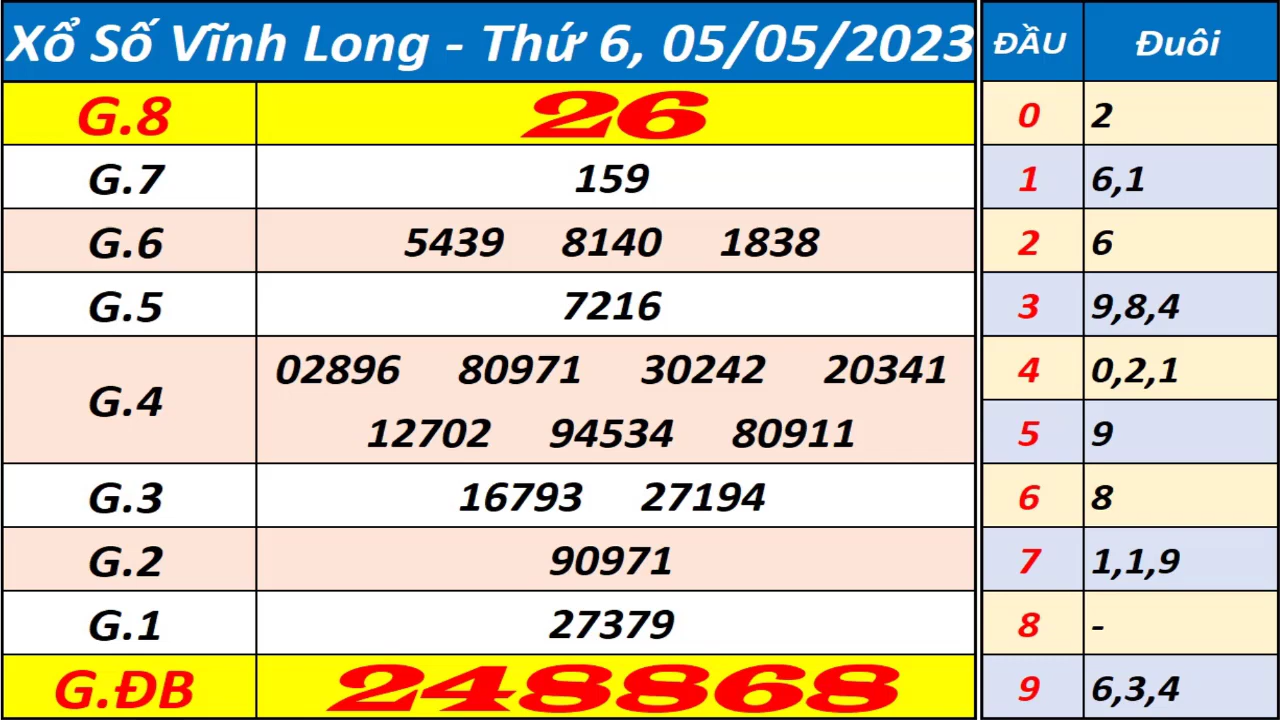 Xổ Số Vĩnh Long - Thứ 6, 05/05/2023
G.8 26
G.7 159
G.6 5439 8140 1838
G.5 7216
G.4 02896 80971 30242 20341
12702 94534 80911
G.3 16793 27194
G.2 90971
G.1 27379
G.ĐB 248868
ĐẦU Đuôi
0 2
1 6,1
2 6
3 9,8,4
4 0,2,1
5 9
6 8
7 1,1,9
8 -
9 6,3,4